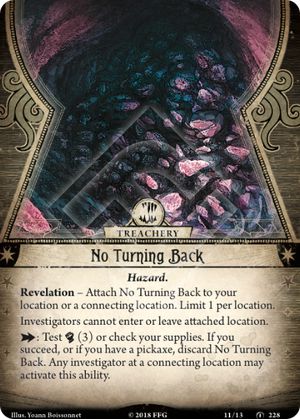 TREACHERY
No Turning Back
Hazard.
Revelation – Attach No Turning Back to your
location or a connecting location. Limit 1 per location.
Investigators cannot enter or leave attached location.
: Test (3) or check your supplies. If you
succeed, or if you have a pickaxe, discard No Turning
Back. Any investigator at a connecting location may
activate this ability.
Illus. Yoann Boissonnet © 2018 FFG 11/13 228